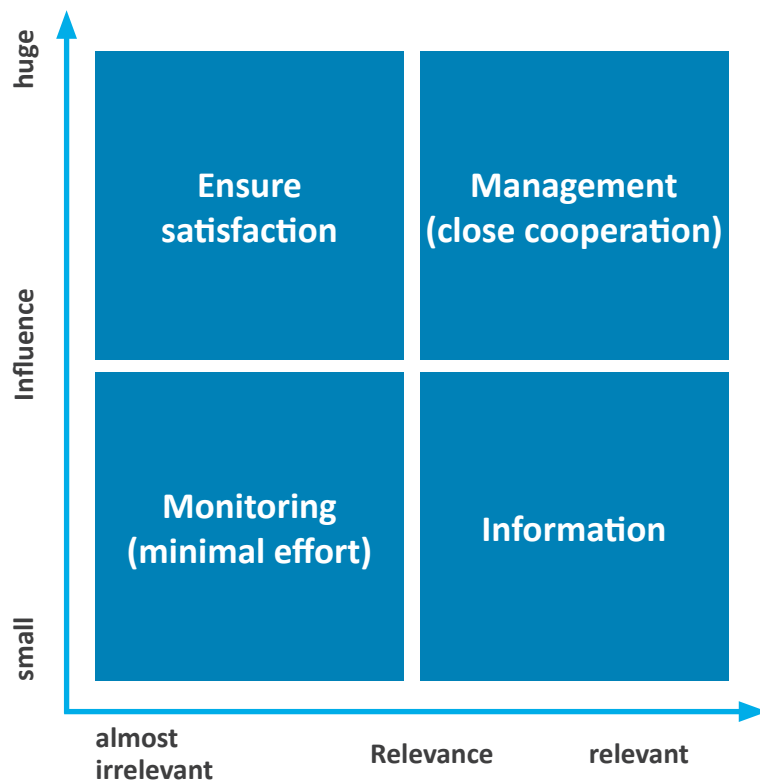 huge
Ensure
satisfaction
Management
(close cooperation)
Influence
Monitoring
(minimal effort)
Information
small
almost
irrelevant
Relevance
relevant